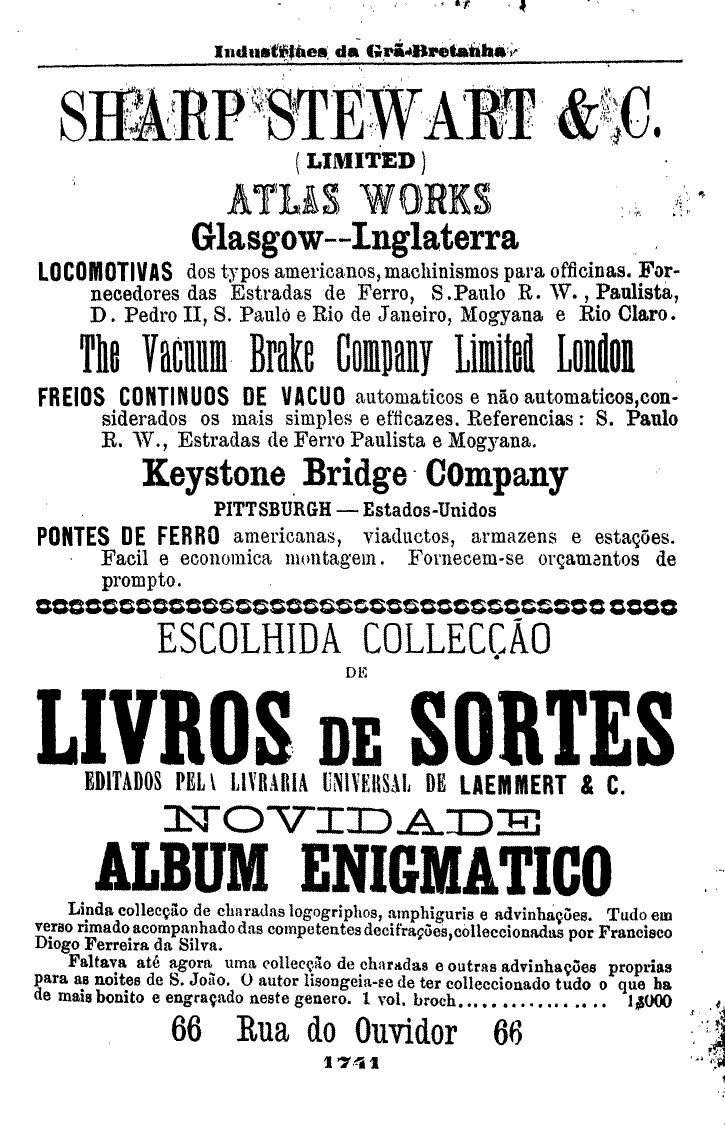 Industriaes da Grã-Bretanha
SHARP STEWART & C.
(LIMITED)
ATLAS WORKS
Glasgow--Inglaterra
LOCOMOTIVAS dos typos americanos, machinismos para officinas. For-
necedores das Estradas de Ferro, S. Paulo R. W., Paulista,
D. Pedro II, S. Paulo e Rio de Janeiro, Mogyana e Rio Claro.
The Vacuum Brake Company Limited London
FREIOS CONTINUOS DE VACUO automaticos e não automaticos, con-
siderados os mais simples e efficazes. Referencias: S. Paulo
R. W., Estradas de Ferro Paulista e Mogyana.
Keystone Bridge COmpany
PITTSBURGH — Estados-Unidos
PONTES DE FERRO americanas, viaductos, armazens e estações.
Facil e economica montagem. Fornecem-se orçamentos de
prompto.
ESCOLHIDA COLLECÇÃO
DE
LIVROS DE SORTES
EDITADOS PELA LIVRARIA UNIVERSAL DE LAEMMERT & C.
NOVIDADE
ALBUM ENIGMATICO
Linda collecção de charadas logogriphos, amphiguris e advinhações. Tudo em
verso rimado acompanhado das competentes decifrações, colleccionadas por Francisco
Diogo Ferreira da Silva.
Faltava até agora uma collecção de charadas e outras advinhações proprias
para as noites de S. João. O autor lisongeia-se de ter colleccionado tudo o que ha
de mais bonito e engraçado neste genero. 1 vol. broch................ 1$000
66 Rua do Ouvidor 66
1741